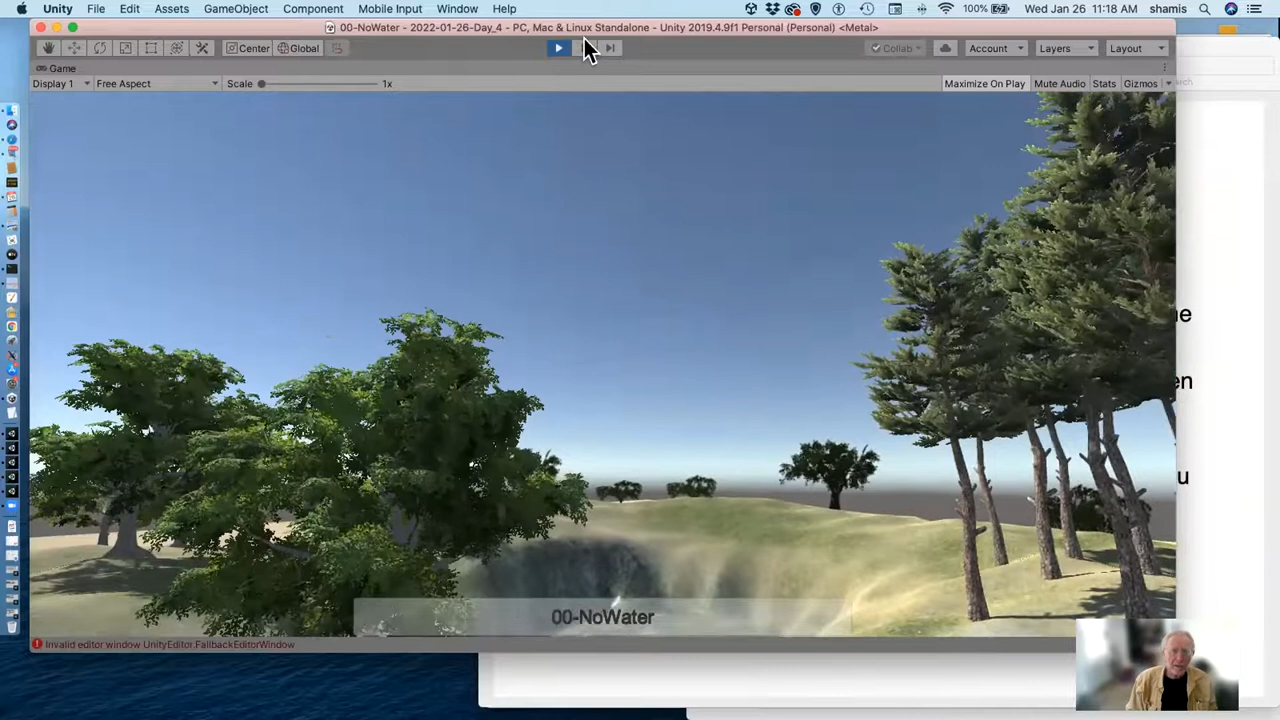 Unity File Edit Assets GameObject Component Mobile Input Window Help 100% Wed Jan 26 11:18 AM shamis
00-NoWater - 2022-01-26-Day_4 - PC, Mac & Linux Standalone - Unity 2019.4.9f1 Personal (Personal) <Metal>
Center Global Collab Account Layers Layout
Game
Display 1 Free Aspect Scale 1x Maximize On Play Mute Audio Stats Gizmos
00-NoWater
Invalid editor window UnityEditor.FallbackEditorWindow